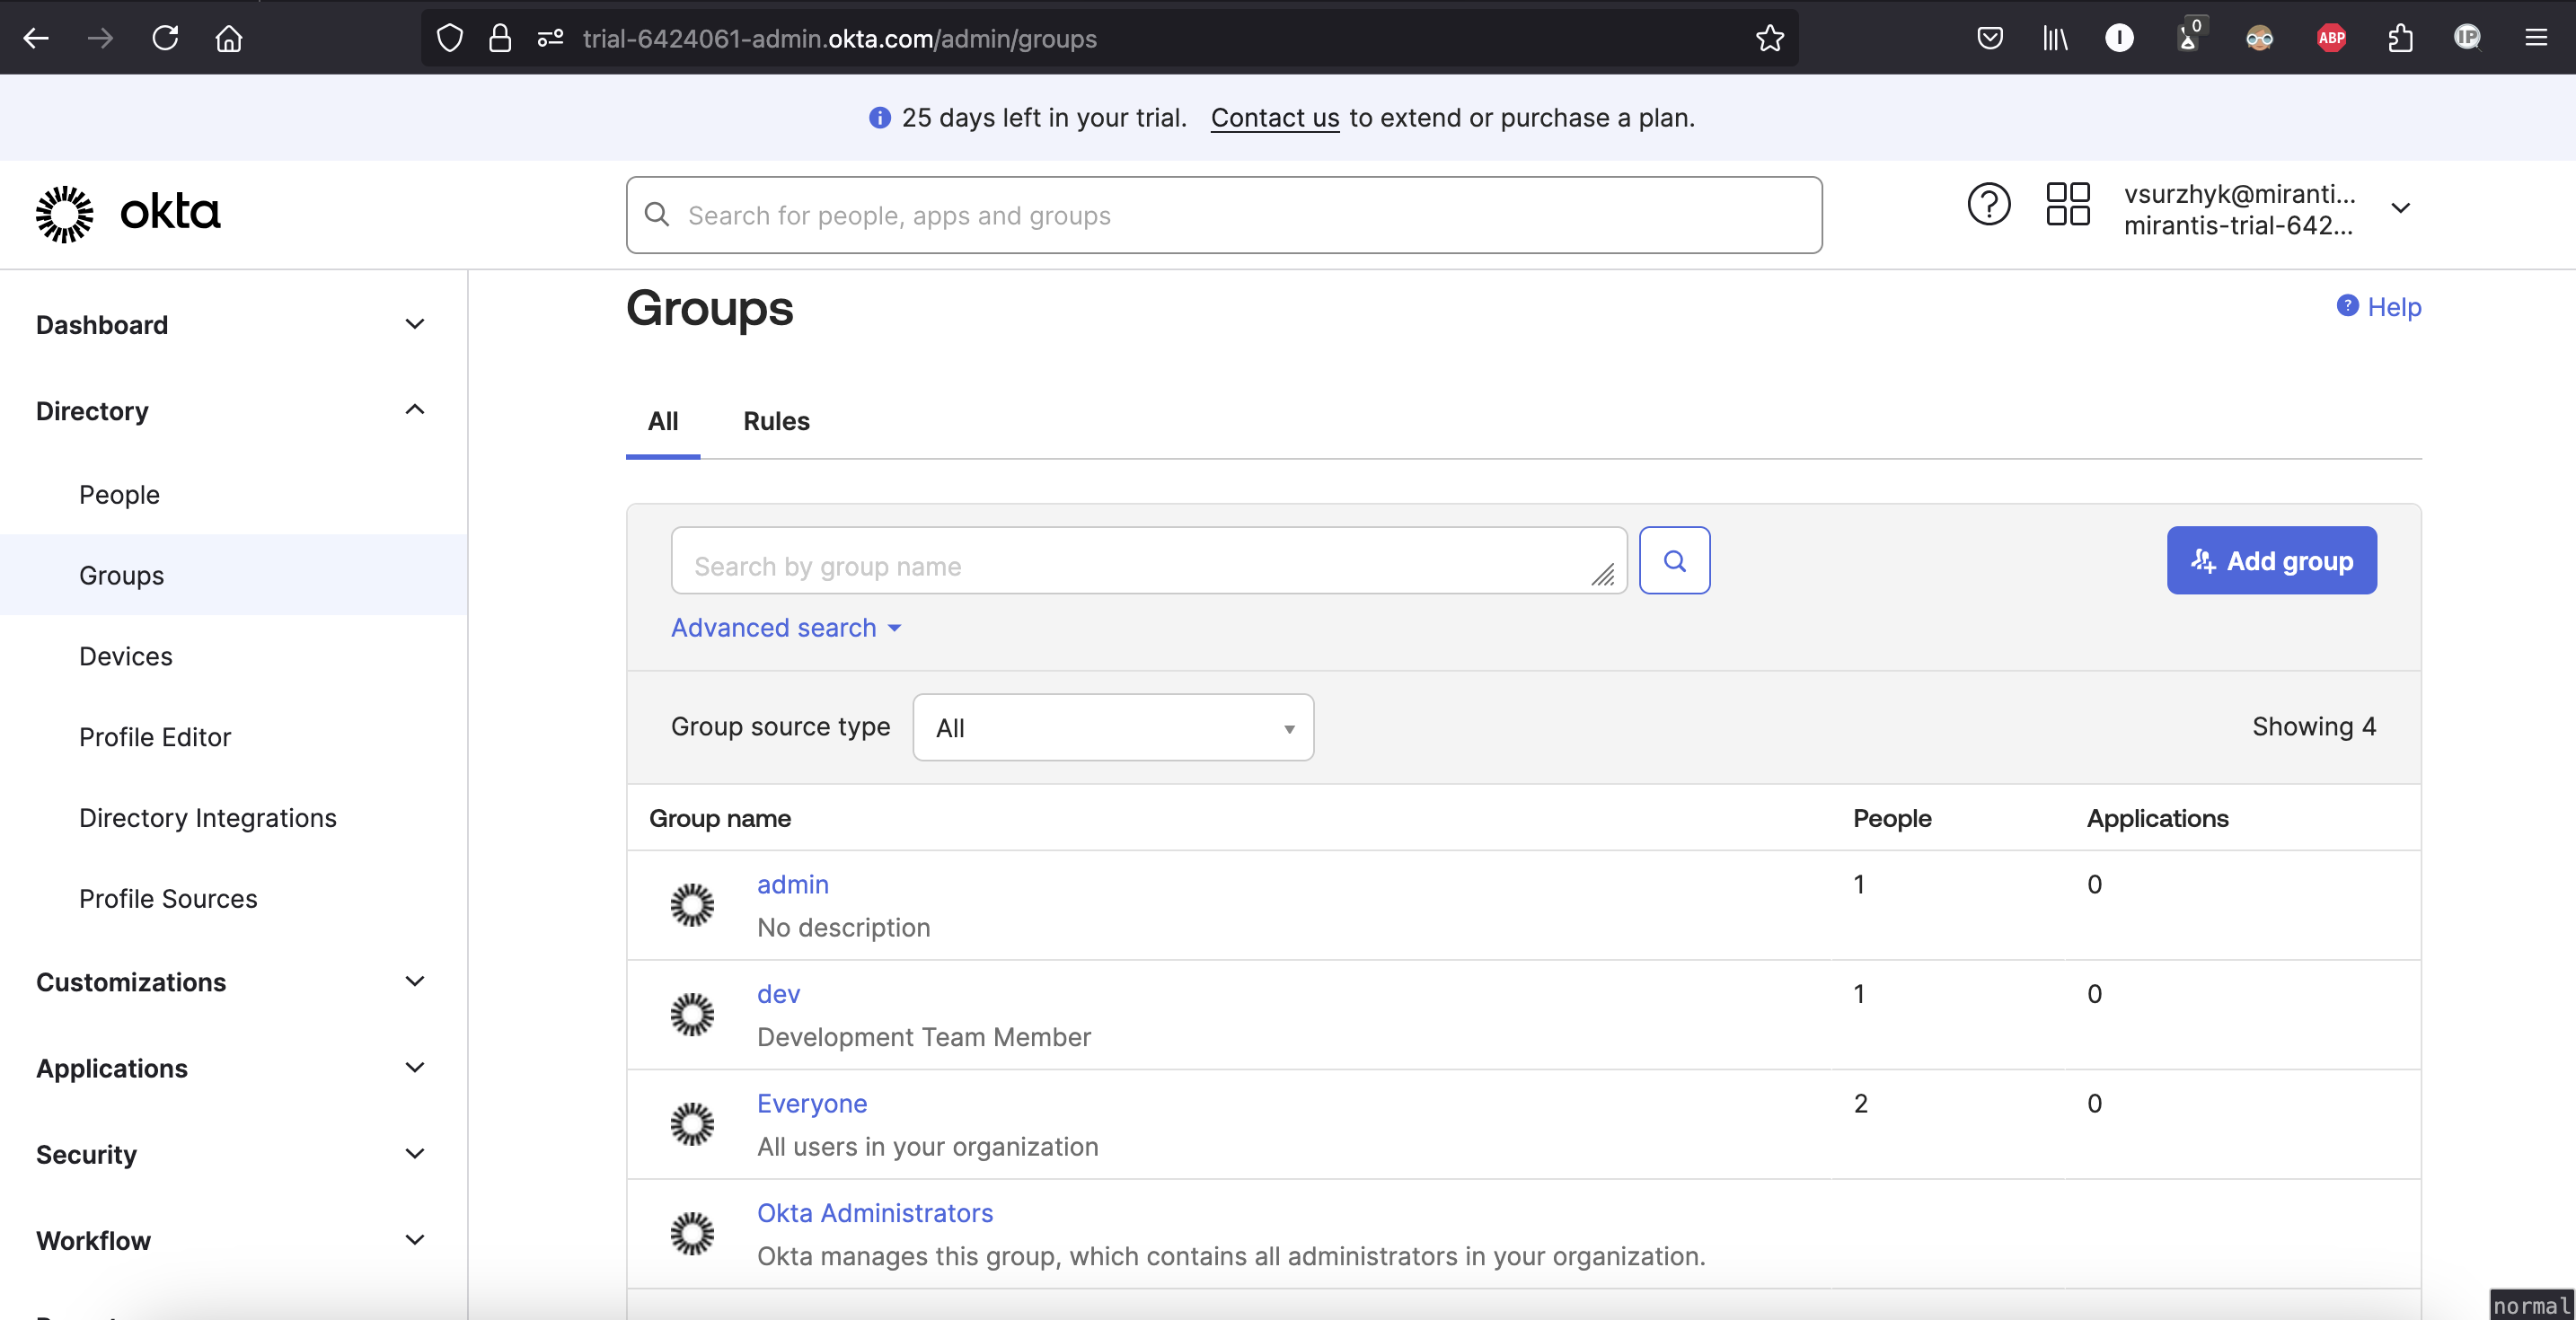 trial-6424061-admin.okta.com/admin/groups
0
ABP
IP
25 days left in your trial. Contact us to extend or purchase a plan.
okta
Search for people, apps and groups
vsurzhyk@miranti...
mirantis-trial-642...
Dashboard
Directory
People
Groups
Devices
Profile Editor
Directory Integrations
Profile Sources
Customizations
Applications
Security
Workflow
Groups
Help
All Rules
Search by group name
Add group
Advanced search
Group source type All Showing 4
Group name People Applications
admin 1 0
No description
dev 1 0
Development Team Member
Everyone 2 0
All users in your organization
Okta Administrators
Okta manages this group, which contains all administrators in your organization.
normal